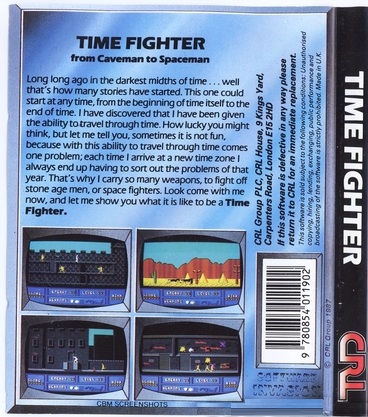 TIME FIGHTER
from Caveman to Spaceman
Long long ago in the darkest midths of time . . . well
that's how many stories have started. This one could
start at any time, from the beginning of time itself to the
end of time. I have discovered that I have been given
the ability to travel through time. How lucky you might
think, but let me tell you, sometimes it is not fun,
because with this ability to travel through time comes
one problem; each time I arrive at a new time zone I
always end up having to sort out the problems of that
year. That's why I carry so many weapons, to fight off
stone age men, or space fighters. Look come with me
now, and let me show you what it is like to be a Time
Fighter.
CBM SCREENSHOTS
CRL Group PLC, CRL House, 9 Kings Yard,
Carpenters Road, London E15 2HD
If this software is defective in any way please
return it to CRL for an immediate replacement.
This software is sold subject to the following conditions: Unauthorised
copying, hiring, lending, exchanging, public performance and
broadcasting of the software is strictly prohibited. Made in U.K.
9 780854 011902
© CRL Group 1987
TIME FIGHTER
CRL